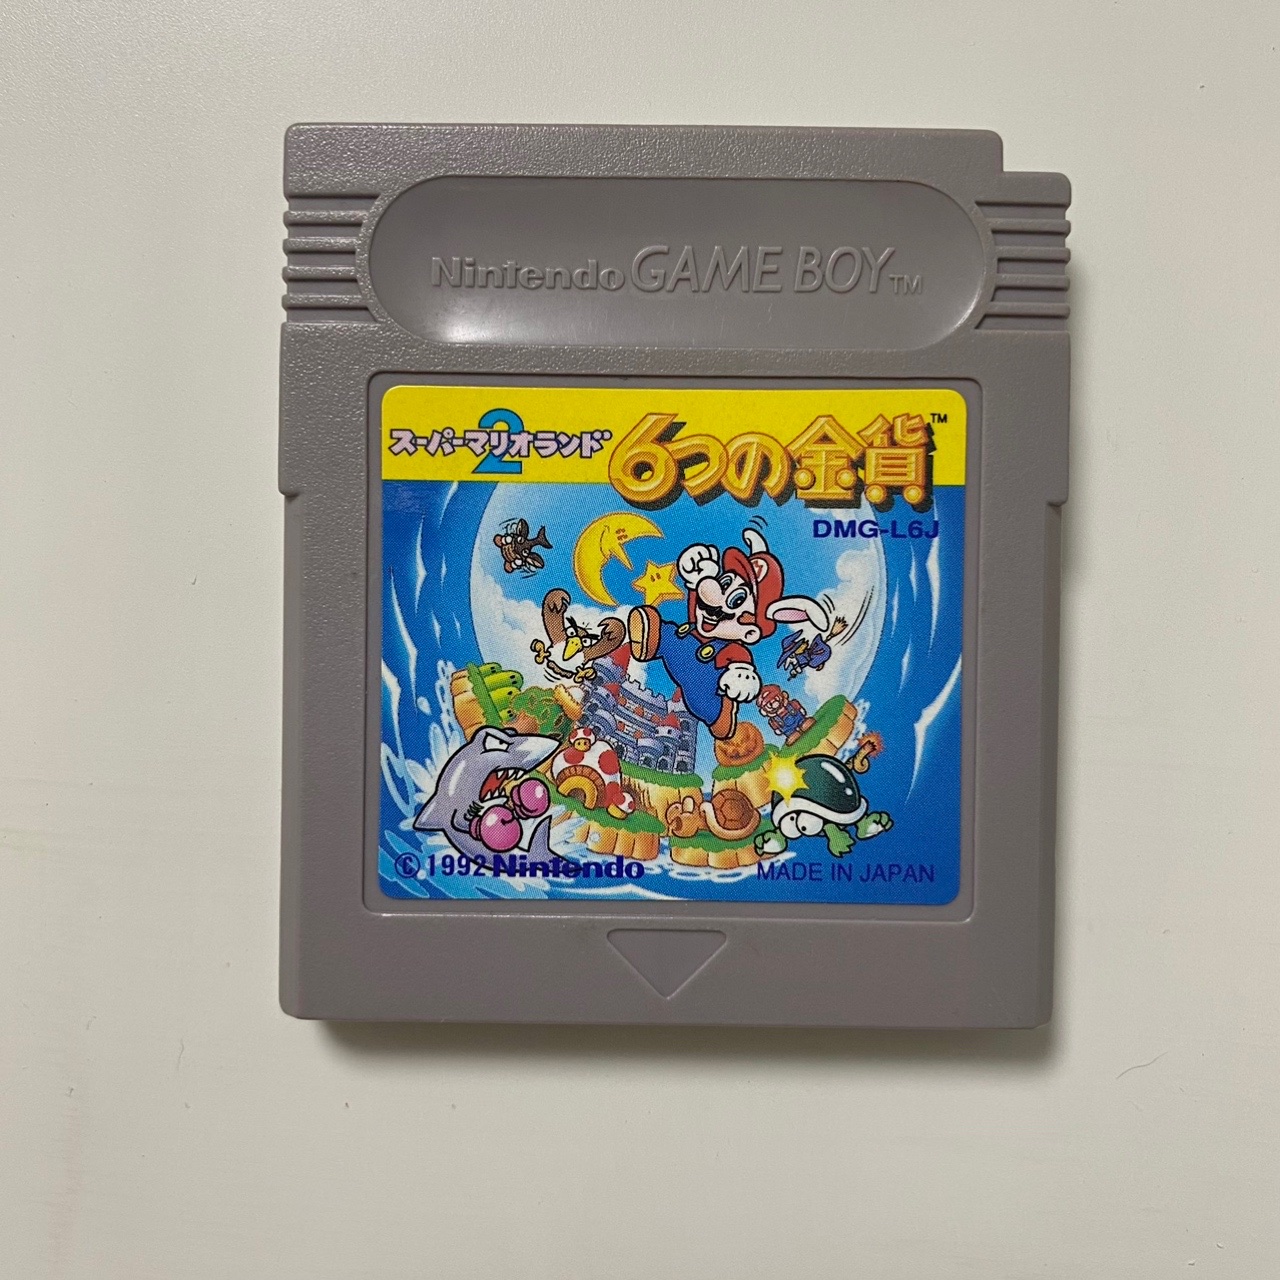 Nintendo GAME BOY™
スーパーマリオランド2
6つの金貨™
DMG-L6J
M
© 1992 Nintendo
MADE IN JAPAN